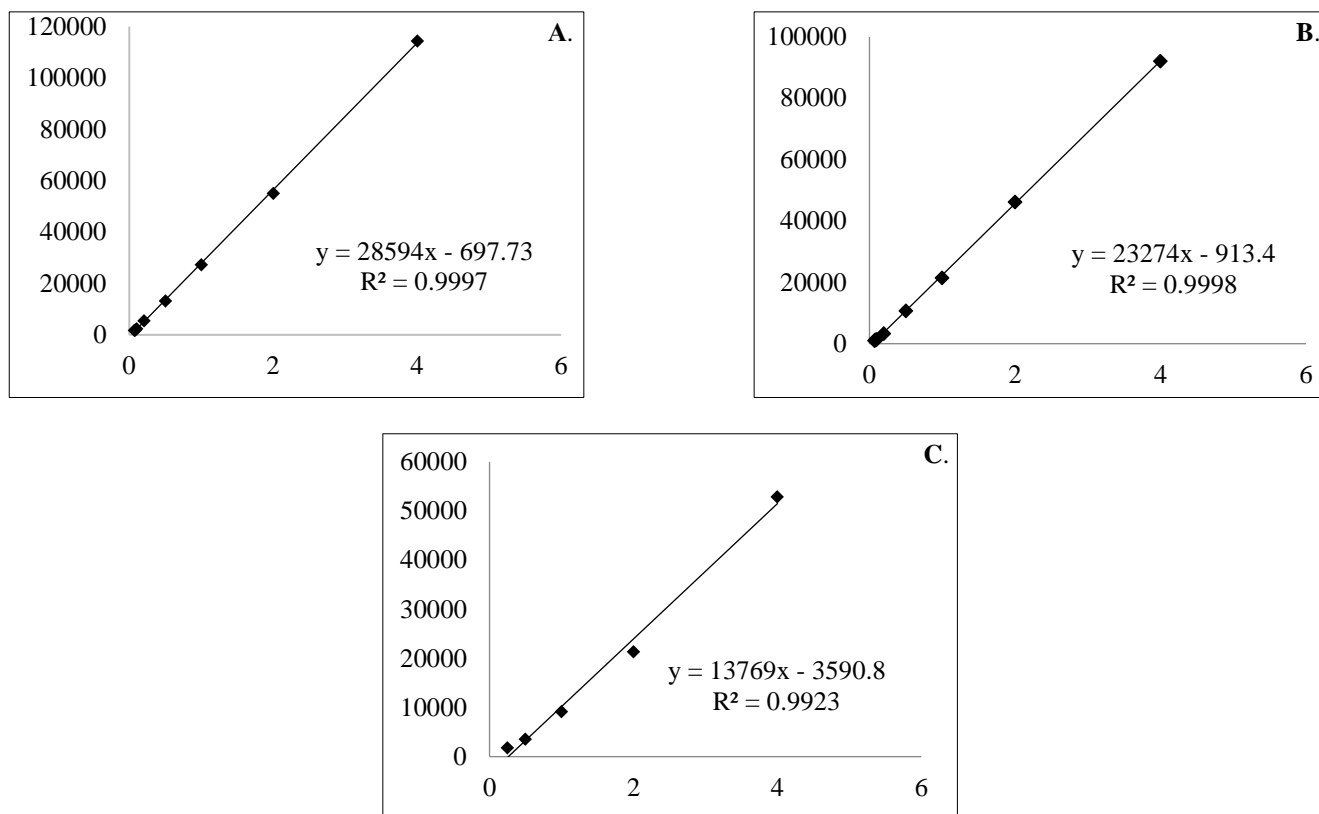 A.
120000
100000
80000
60000
40000
20000
0
y = 28594x - 697.73
R² = 0.9997
0 2 4 6
B.
100000
80000
60000
40000
20000
0
y = 23274x - 913.4
R² = 0.9998
0 2 4 6
C.
60000
50000
40000
30000
20000
10000
0
y = 13769x - 3590.8
R² = 0.9923
0 2 4 6